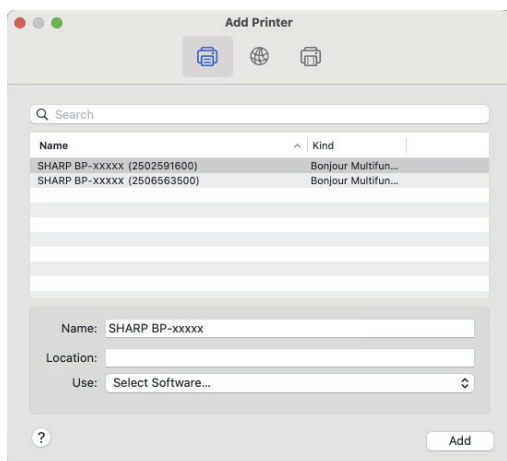 Add Printer
Search
Name Kind
SHARP BP-xxxxx (2502591600) Bonjour Multifun...
SHARP BP-xxxxx (2506563500) Bonjour Multifun...
Name: SHARP BP-xxxxx
Location:
Use: Select Software...
? Add